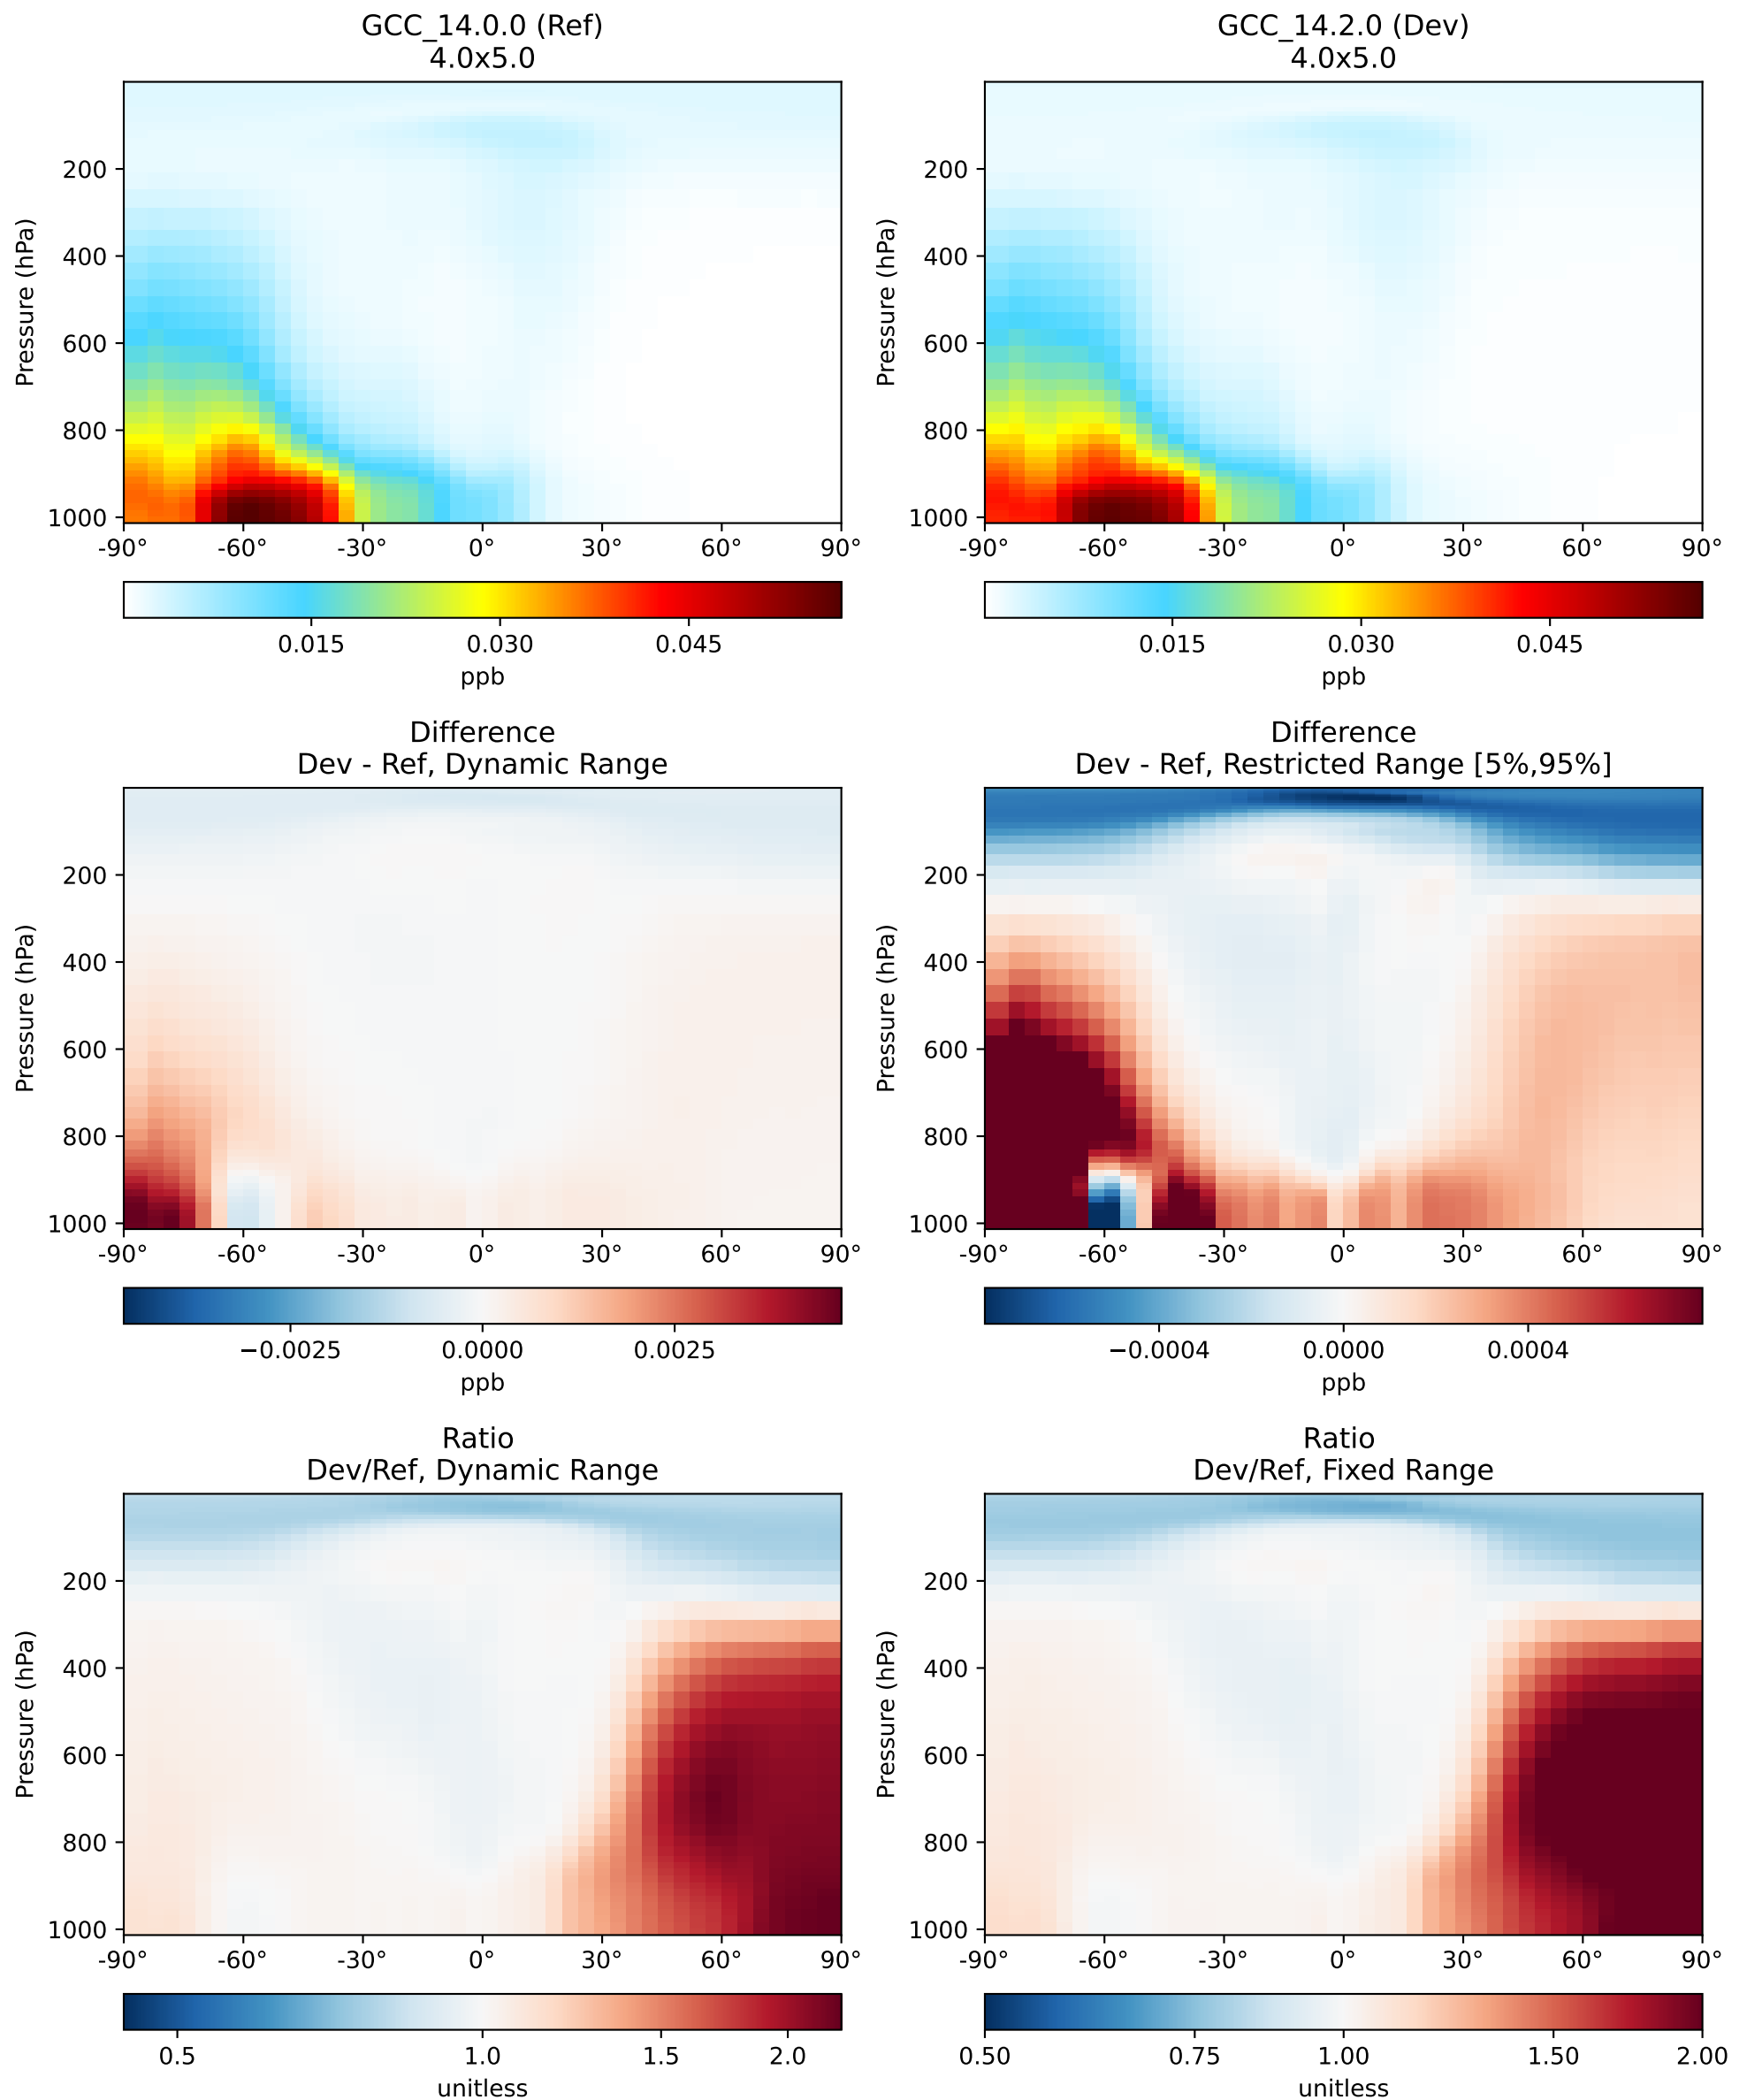 GCC_14.0.0 (Ref)
4.0x5.0
Pressure (hPa)
200
400
600
800
1000
-90° -60° -30° 0° 30° 60° 90°
0.015 0.030 0.045
ppb
GCC_14.2.0 (Dev)
4.0x5.0
Pressure (hPa)
200
400
600
800
1000
-90° -60° -30° 0° 30° 60° 90°
0.015 0.030 0.045
ppb
Difference
Dev - Ref, Dynamic Range
Pressure (hPa)
200
400
600
800
1000
-90° -60° -30° 0° 30° 60° 90°
−0.0025 0.0000 0.0025
ppb
Difference
Dev - Ref, Restricted Range [5%,95%]
Pressure (hPa)
200
400
600
800
1000
-90° -60° -30° 0° 30° 60° 90°
−0.0004 0.0000 0.0004
ppb
Ratio
Dev/Ref, Dynamic Range
Pressure (hPa)
200
400
600
800
1000
-90° -60° -30° 0° 30° 60° 90°
0.5 1.0 1.5 2.0
unitless
Ratio
Dev/Ref, Fixed Range
Pressure (hPa)
200
400
600
800
1000
-90° -60° -30° 0° 30° 60° 90°
0.50 0.75 1.00 1.50 2.00
unitless